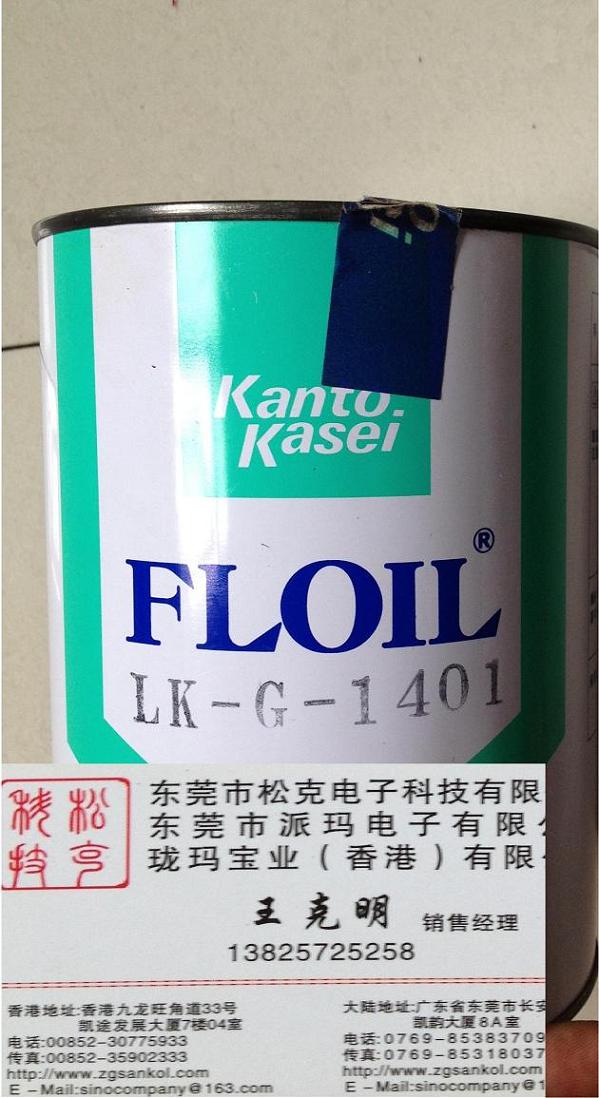 Kanto
Kasei
FLOIL®
LK-G-1401
东莞市松克电子科技有限
东莞市派玛电子有限
珑玛宝业(香港)有限
王克明 销售经理
13825725258
香港地址:香港九龙旺角道33号
凯途发展大厦7楼04室
电话:00852-30775933
传真:00852-35902333
http://www.zgsankol.com
E-Mail:sinocompany@163.com
大陆地址:广东省东莞市长安
凯韵大厦8A室
电话:0769-85383709
传真:0769-85318037
http://www.zgsankol.com
E-Mail:sinocompany@1